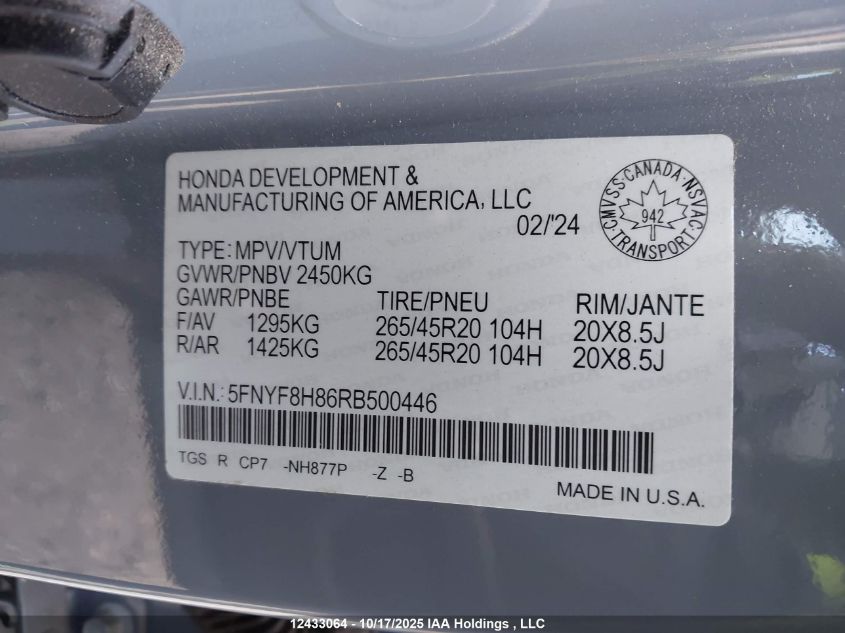 HONDA DEVELOPMENT &
MANUFACTURING OF AMERICA, LLC
02/'24
CMVSS·CANADA·NSVAC
942
TRANSPORT
TYPE: MPV/VTUM
GVWR/PNBV 2450KG
GAWR/PNBE TIRE/PNEU RIM/JANTE
F/AV 1295KG 265/45R20 104H 20X8.5J
R/AR 1425KG 265/45R20 104H 20X8.5J
V.I.N.: 5FNYF8H86RB500446
TGS R CP7 -NH877P -Z -B
MADE IN U.S.A.
12433064 - 10/17/2025 IAA Holdings , LLC